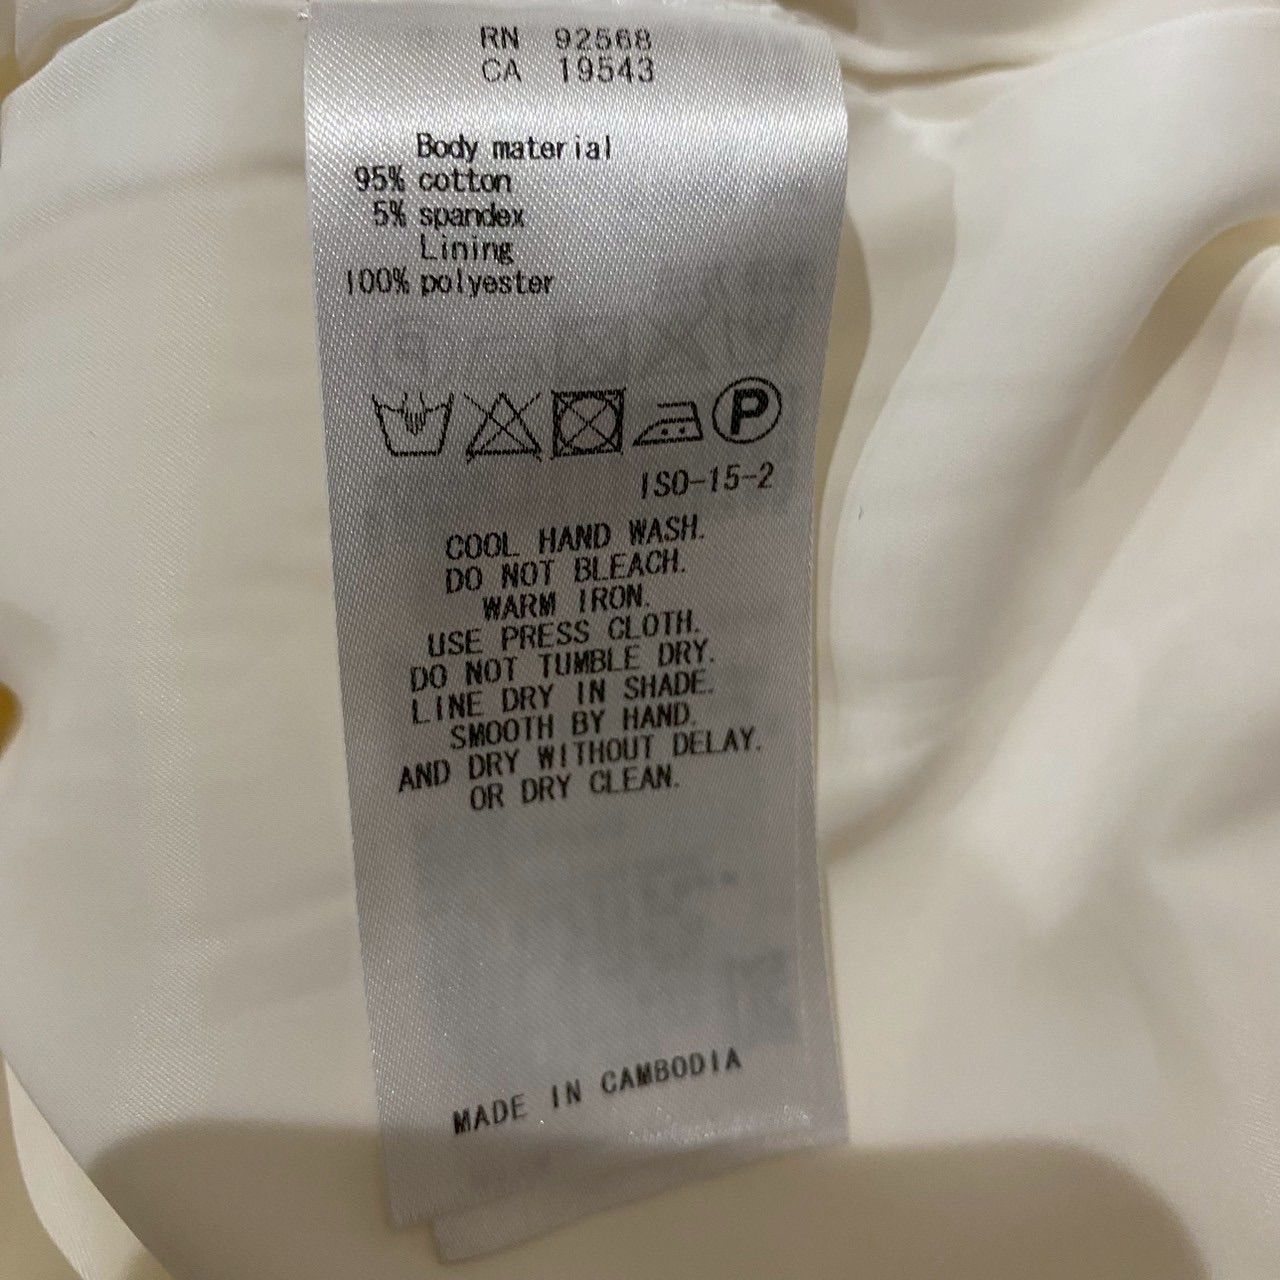 RN 92568
CA 19543
Body material
95% cotton
5% spandex
Lining
100% polyester
P
ISO-15-2
COOL HAND WASH.
DO NOT BLEACH.
WARM IRON.
USE PRESS CLOTH.
DO NOT TUMBLE DRY.
LINE DRY IN SHADE.
SMOOTH BY HAND.
AND DRY WITHOUT DELAY.
OR DRY CLEAN.
MADE IN CAMBODIA